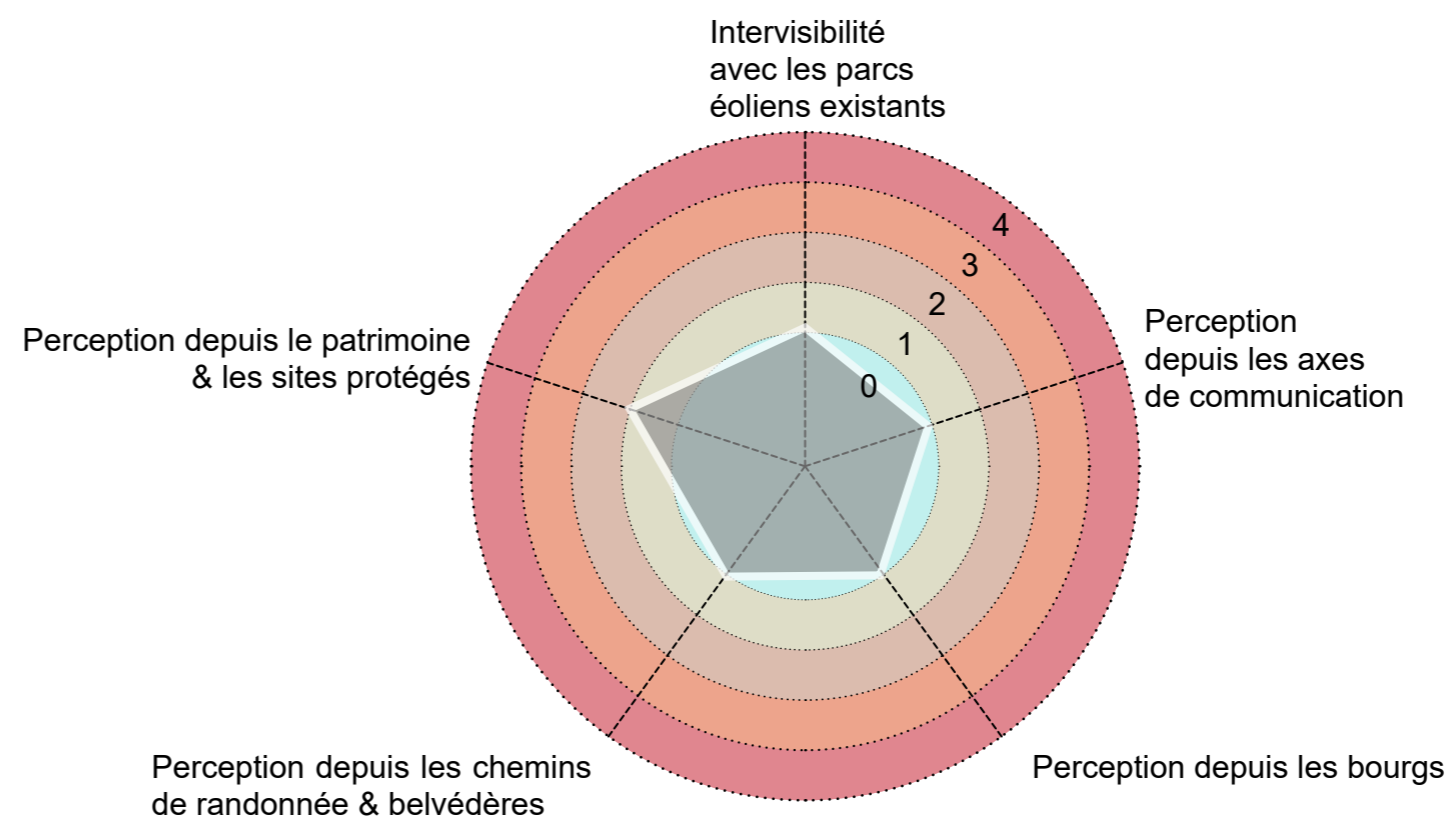 Intervisibilité
avec les parcs
éoliens existants
4
3
2
1
0
Perception
depuis les axes
de communication
Perception depuis le patrimoine
& les sites protégés
Perception depuis les chemins
de randonnée & belvédères
Perception depuis les bourgs